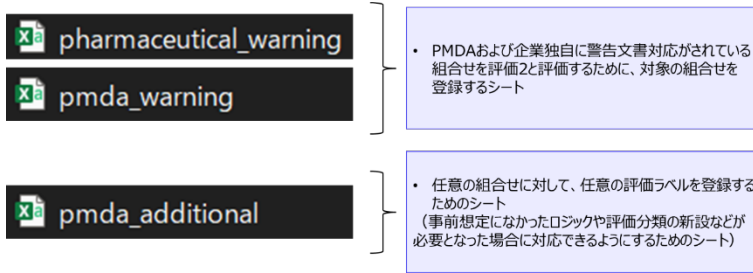 pharmaceutical_warning
pmda_warning
• PMDAおよび企業独自に警告文書対応がされている
組合せを評価2と評価するために、対象の組合せを
登録するシート
pmda_additional
• 任意の組合せに対して、任意の評価ラベルを登録する
ためのシート
（事前想定になかったロジックや評価分類の新設などが
必要となった場合に対応できるようにするためのシート）